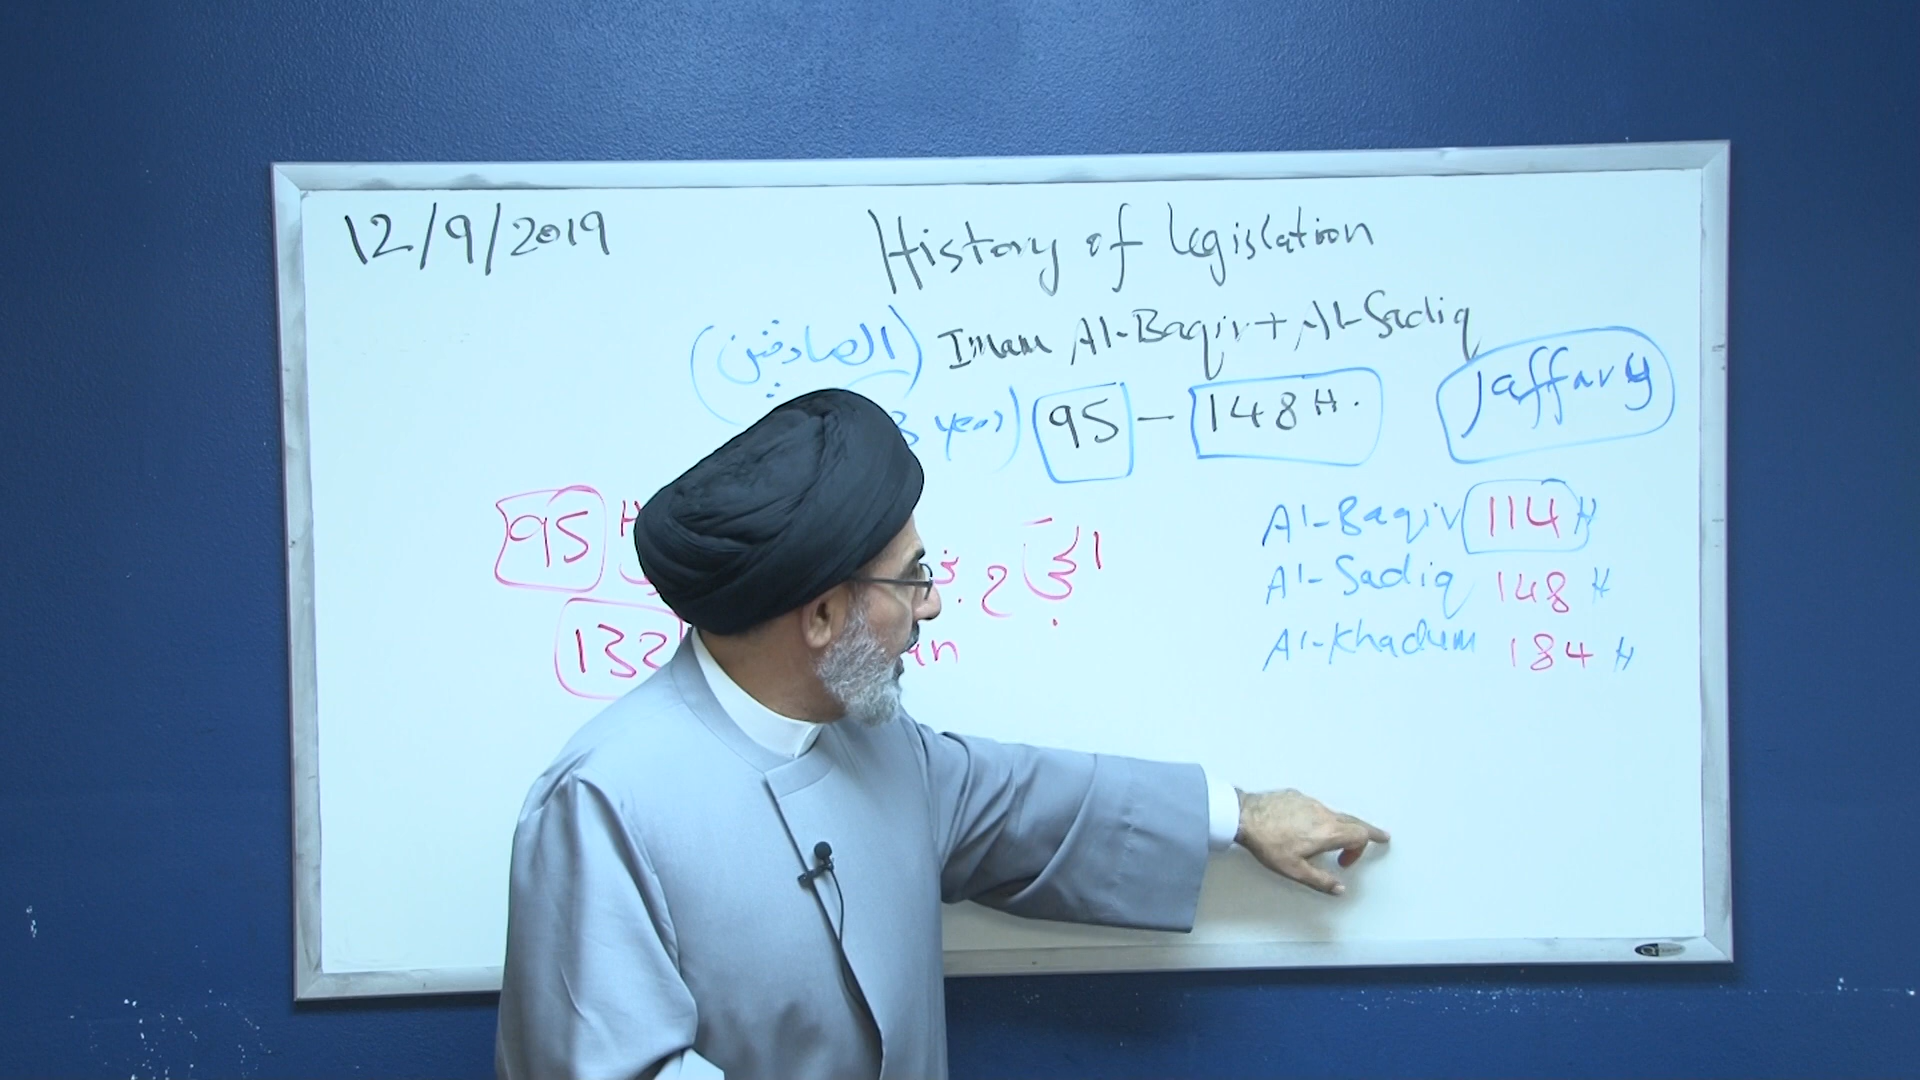 12/9/2019
History of legislation
(الصادقين) Imam Al-Baqir + Al-Sadiq
years) 95 - 148 H.
Jaffary
95 H
132
Al-Baqir 114 H
Al-Sadiq 148 H
Al-Khadum 184 H